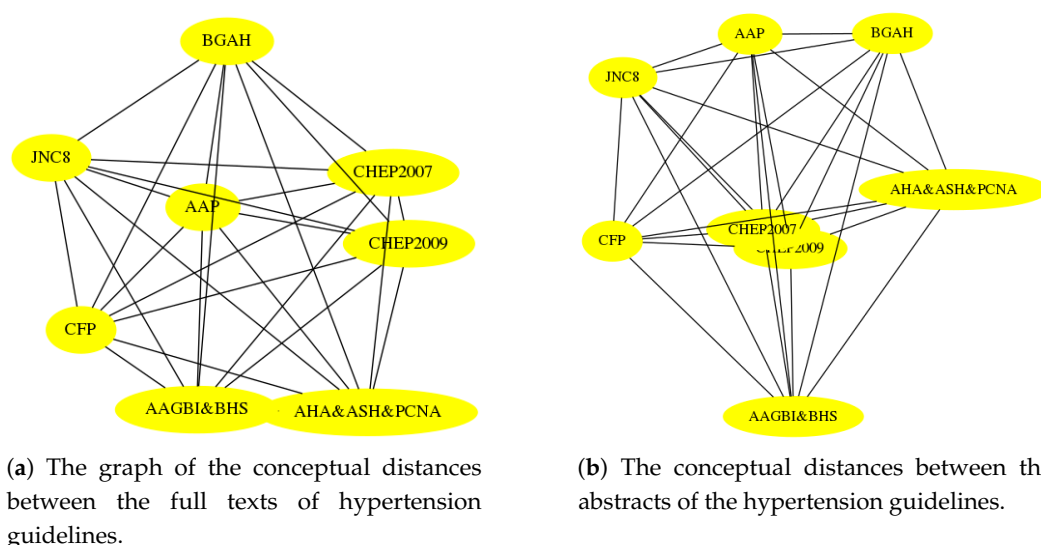 BGAH
JNC8
CHEP2007
AAP
CHEP2009
CFP
AAGBI&BHS
AHA&ASH&PCNA
(a) The graph of the conceptual distances
between the full texts of hypertension
guidelines.
AAP
BGAH
JNC8
AHA&ASH&PCNA
CHEP2007
CFP
CHEP2009
AAGBI&BHS
(b) The conceptual distances between th
abstracts of the hypertension guidelines.